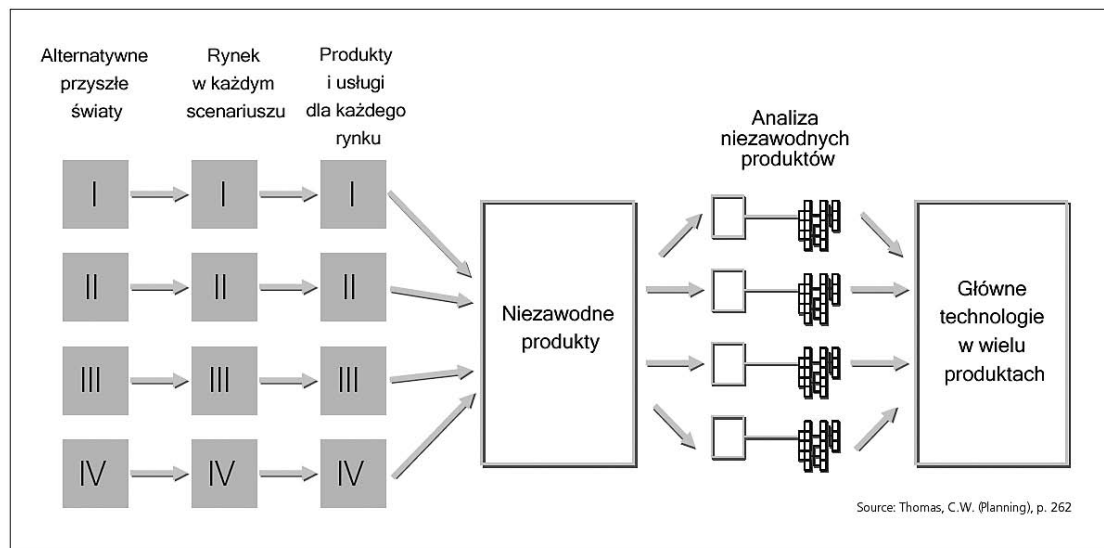 Alternatywne
przyszłe
światy
Rynek
w każdym
scenariuszu
Produkty
i usługi
dla każdego
rynku
I
I
I
II
II
II
III
III
III
IV
IV
IV
Niezawodne
produkty
Analiza
niezawodnych
produktów
Główne
technologie
w wielu
produktach
Source: Thomas, C.W. (Planning), p. 262